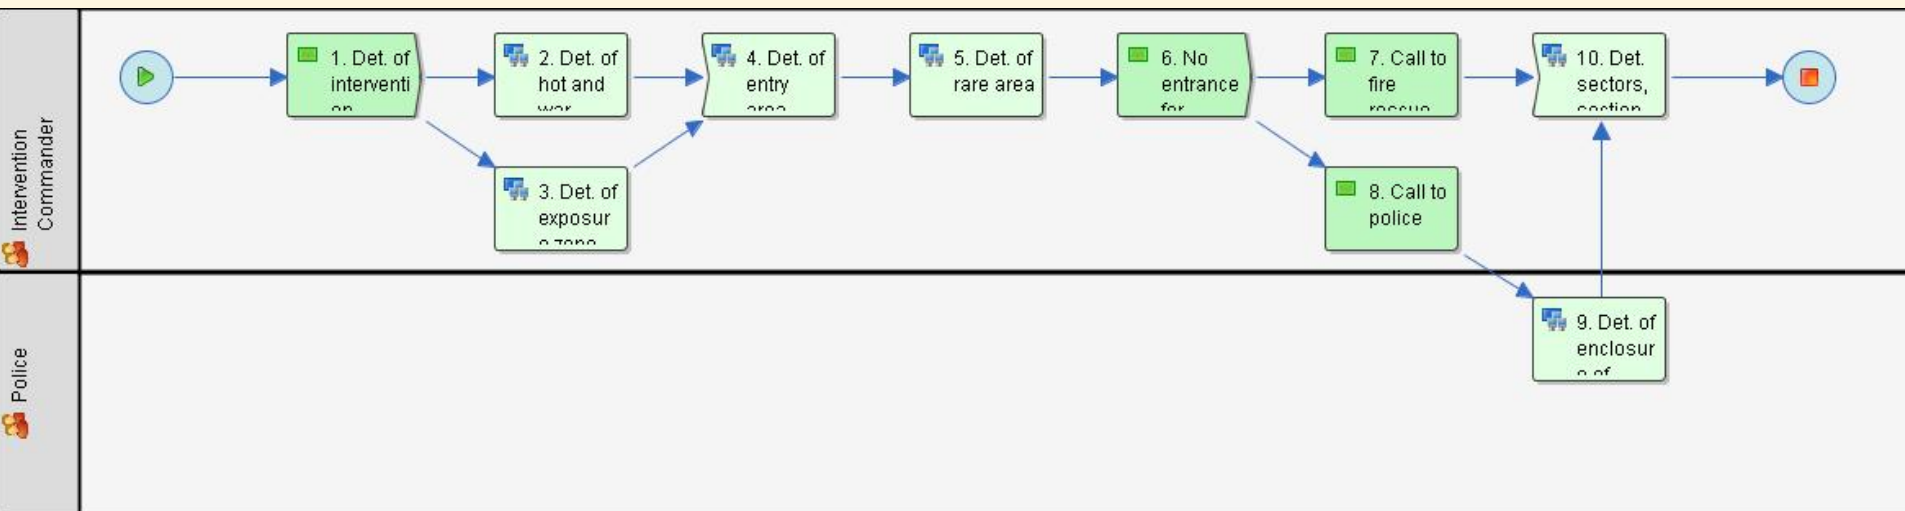 Intervention
Commander
1. Det. of
interventi
2. Det. of
hot and
4. Det. of
entry
5. Det. of
rare area
6. No
entrance
for
7. Call to
fire
10. Det.
sectors,
3. Det. of
exposur
8. Call to
police
Police
9. Det. of
enclosur
e of